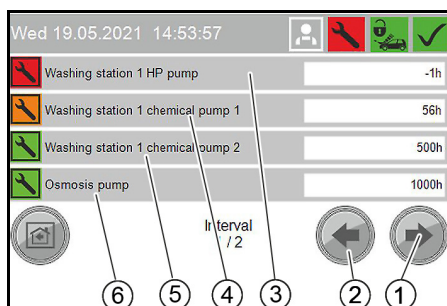 Wed 19.05.2021 14:53:57
Washing station 1 HP pump -1h
Washing station 1 chemical pump 1 56h
Washing station 1 chemical pump 2 500h
Osmosis pump 1000h
Interval
/ 2
6 5 4 3 2 1